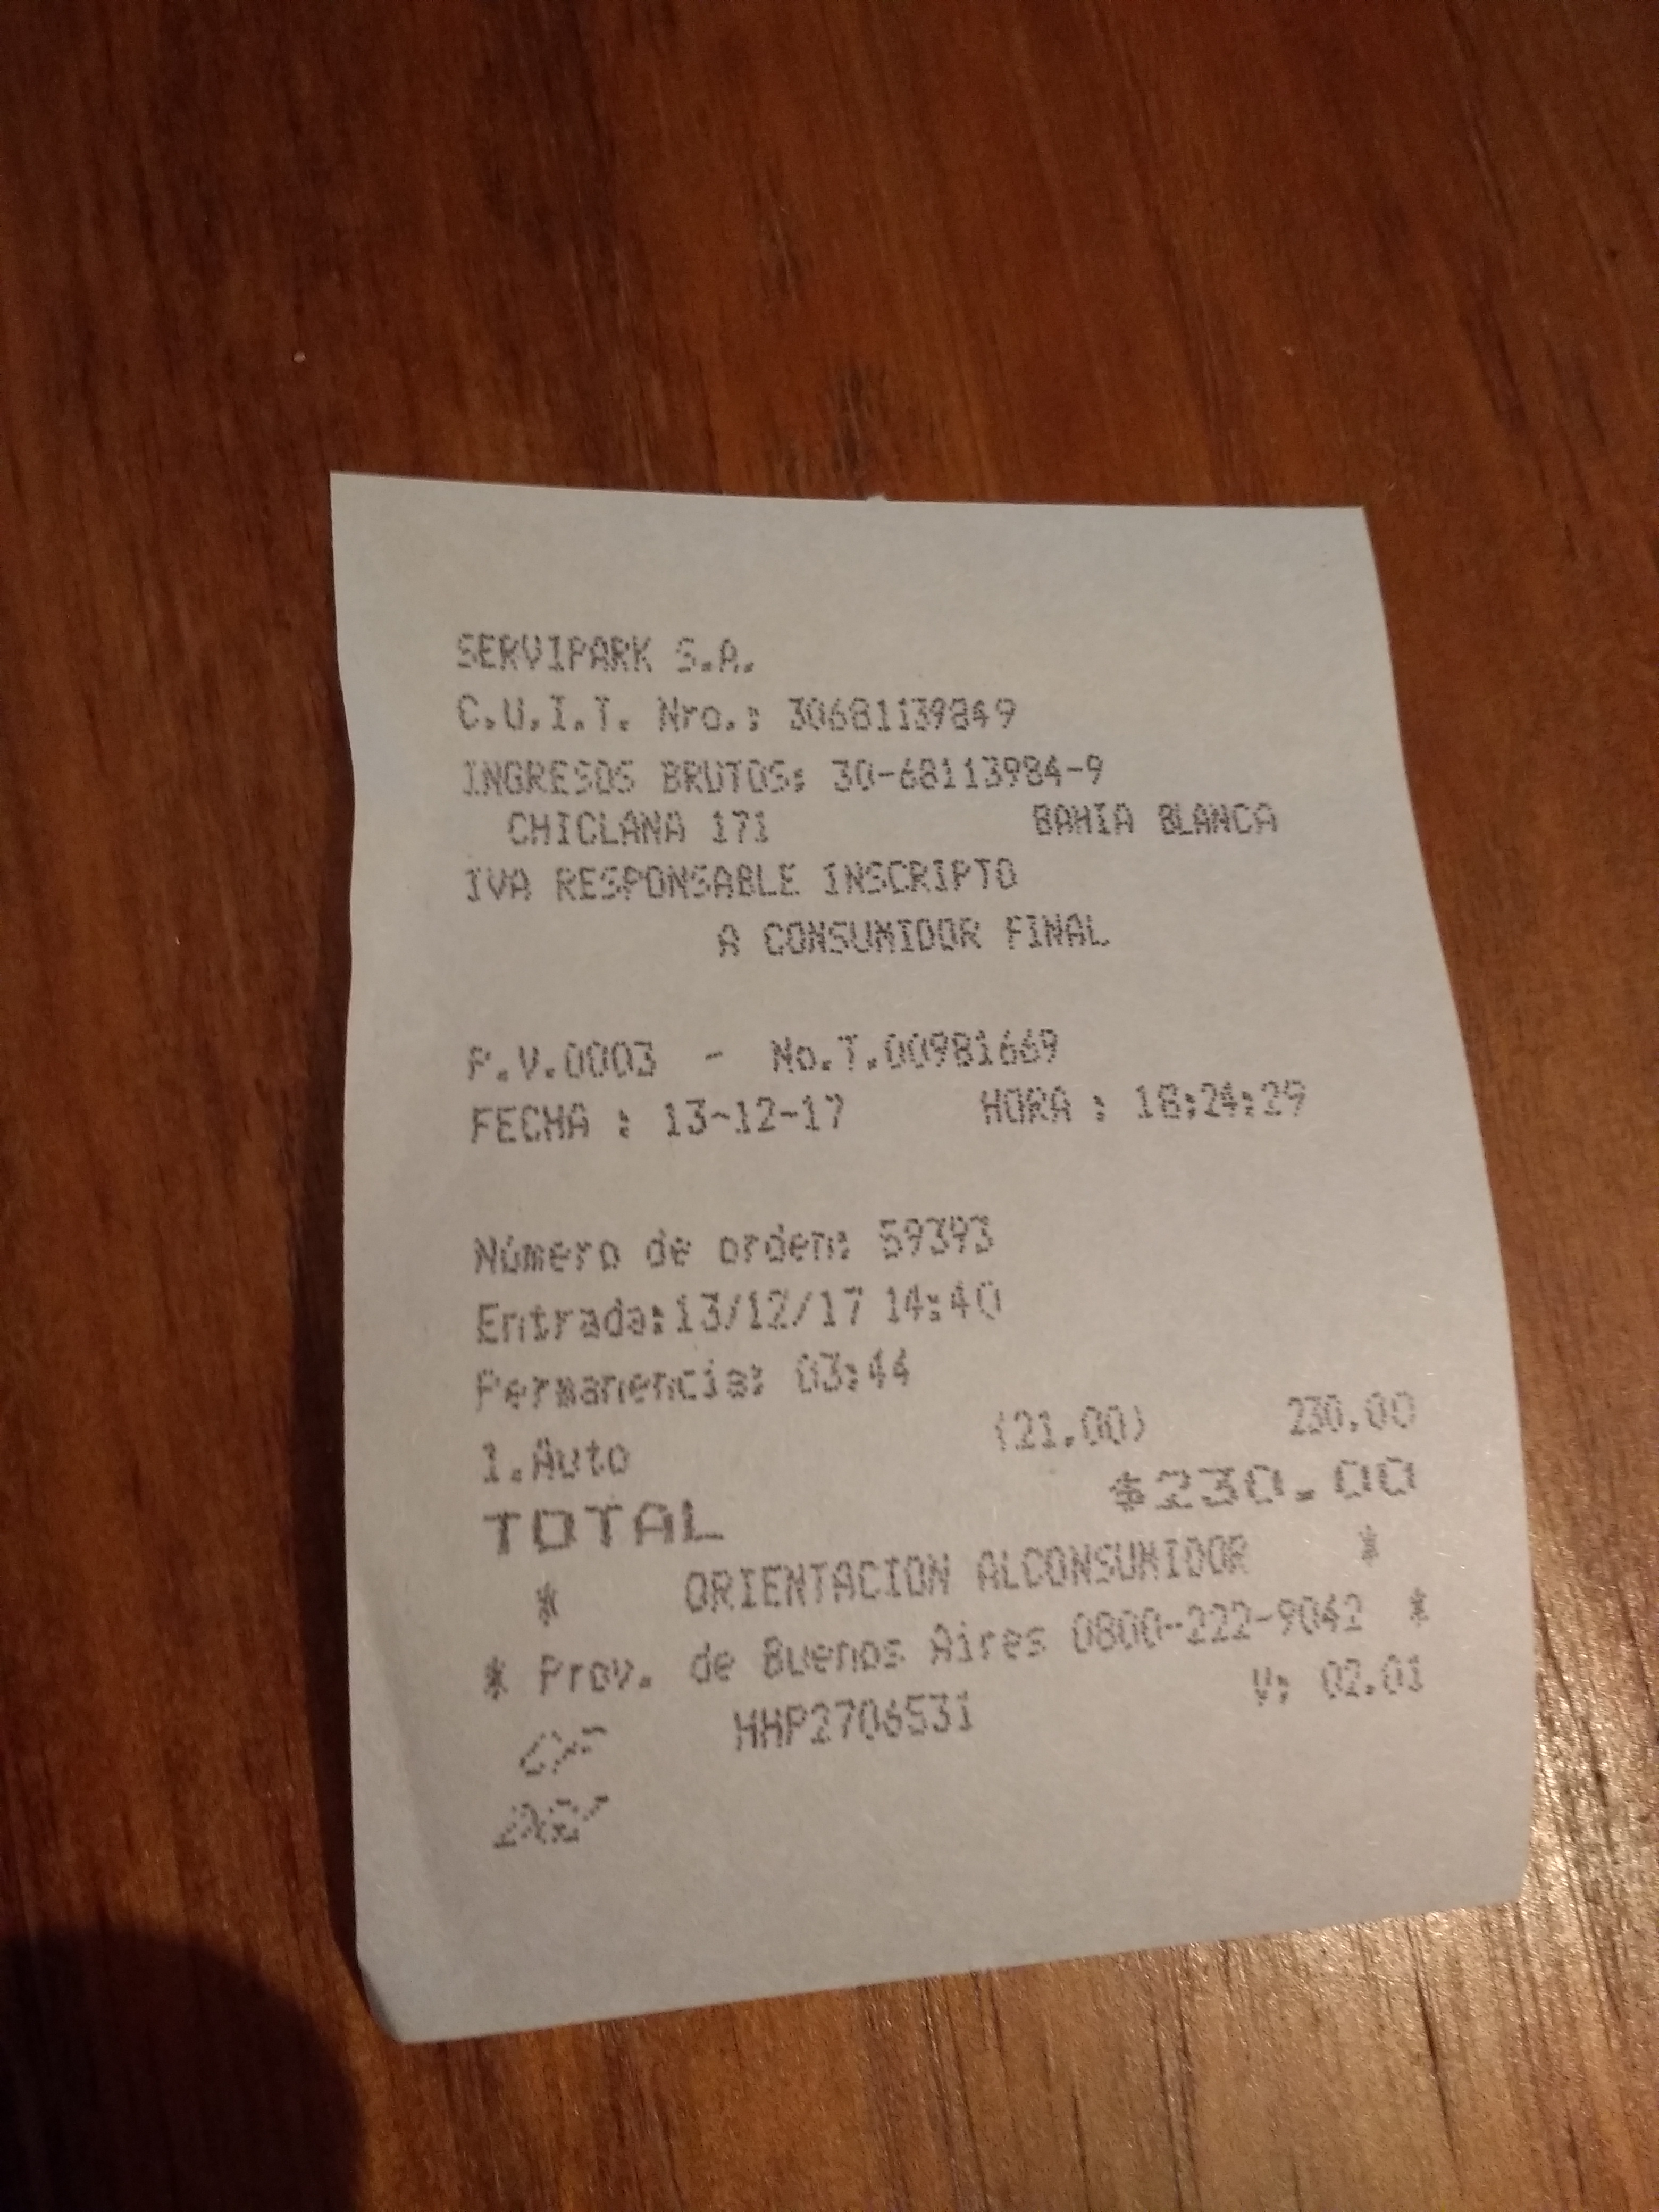 SERVIPARK S.A.
C.U.I.T. Nro.: 30681139849
INGRESOS BRUTOS: 30-68113984-9
CHICLANA 171 BAHIA BLANCA
IVA RESPONSABLE INSCRIPTO
A CONSUMIDOR FINAL
P.V.0003 - No.T.00981669
FECHA : 13-12-17 HORA : 18:24:29
Número de orden: 59393
Entrada:13/12/17 14:40
Permanencia: 03:44
1.Auto (21.00) 230.00
TOTAL $230.00
* ORIENTACION ALCONSUMIDOR *
* Prov. de Buenos Aires 0800-222-9042 *
CF HHP2706531 V: 02.01